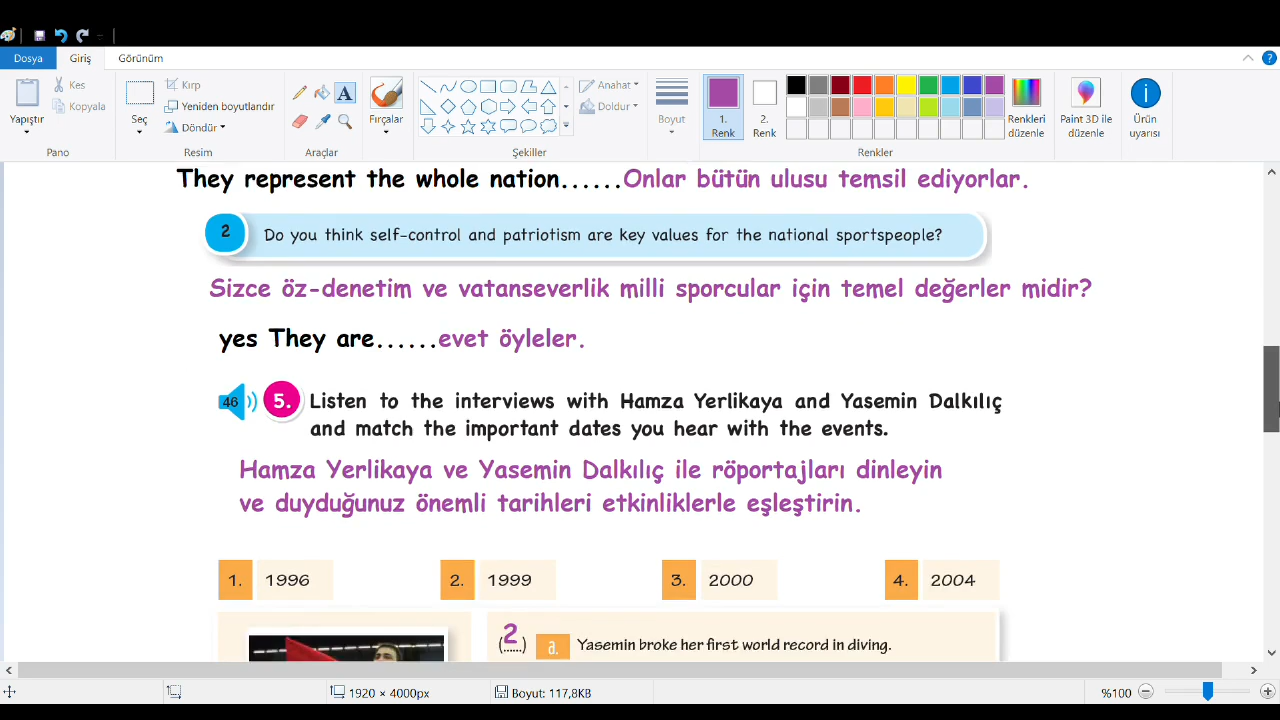 Dosya Giriş Görünüm
Yapıştır
Kes
Kopyala
Pano
Seç
Kırp
Yeniden boyutlandır
Döndür
Resim
A
Araçlar
Fırçalar
Anahat
Doldur
Şekiller
Boyut
1. Renk
2. Renk
Renkleri düzenle
Renkler
Paint 3D ile düzenle
Ürün uyarısı
They represent the whole nation......Onlar bütün ulusu temsil ediyorlar.
2 Do you think self-control and patriotism are key values for the national sportspeople?
Sizce öz-denetim ve vatanseverlik milli sporcular için temel değerler midir?
yes They are......evet öyleler.
46 5. Listen to the interviews with Hamza Yerlikaya and Yasemin Dalkılıç
and match the important dates you hear with the events.
Hamza Yerlikaya ve Yasemin Dalkılıç ile röportajları dinleyin
ve duyduğunuz önemli tarihleri etkinliklerle eşleştirin.
1. 1996 2. 1999 3. 2000 4. 2004
2
(.....) a. Yasemin broke her first world record in diving.
1920 × 4000px Boyut: 117,8KB %100